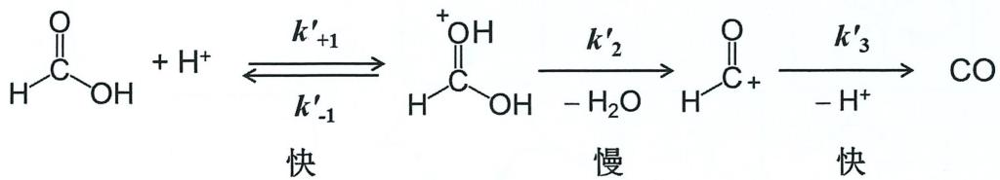 O
H C OH + H⁺
k'₊₁
k'₋₁
快
⁺OH
H C OH
k'₂
– H₂O
慢
O
H C +
k'₃
– H⁺
快
CO